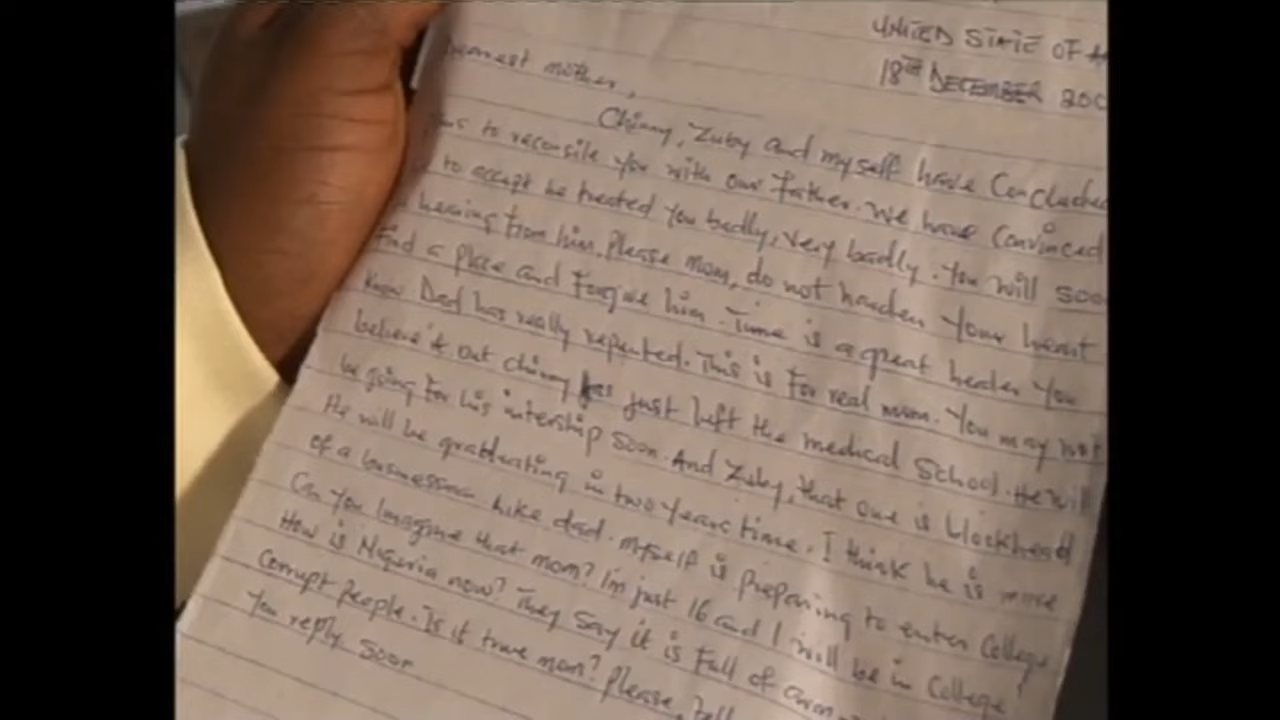 UNITED STATE OF
18TH DECEMBER 200
mother,
Chinny, Zuby and myself have Concluded
to reconsile you with our father. We have Convinced
to accept he treated you badly, very badly. You will soon
hearing from him. Please mom, do not harden your heart
Find a place and Forgive him. Time is a great healer you
know Dad has really repented. This is For real mom. You may not
believe it but chinny has just left the medical School. He will
be going for his intership soon. And Zuby, that one is blockhead
He will be graduating in two years time. I think he is more
of a businessman like dad. myself is preparing to enter College
Can you Imagine that mom? I'm just 16 and I will be in College!
How is Nigeria now? They say it is Full of
Corrupt People. Is it true mom? Please, tell
You reply soon